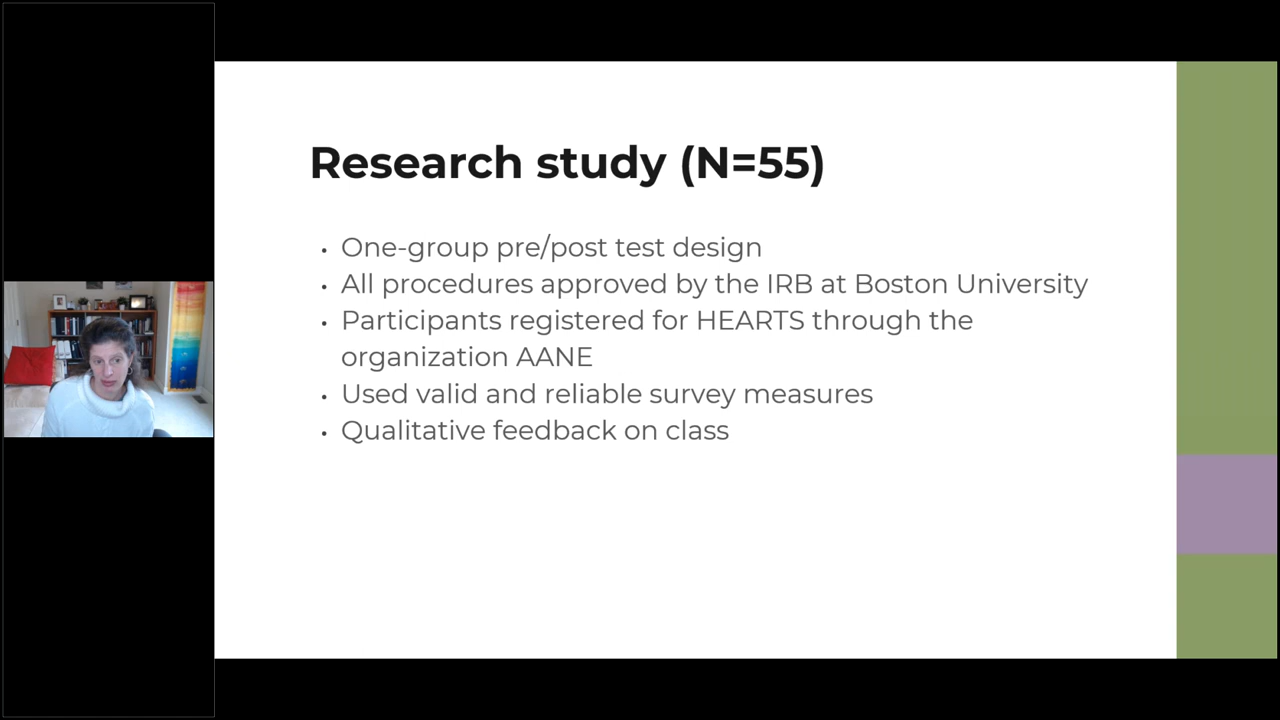 Research study (N=55)
• One-group pre/post test design
• All procedures approved by the IRB at Boston University
• Participants registered for HEARTS through the
organization AANE
• Used valid and reliable survey measures
• Qualitative feedback on class